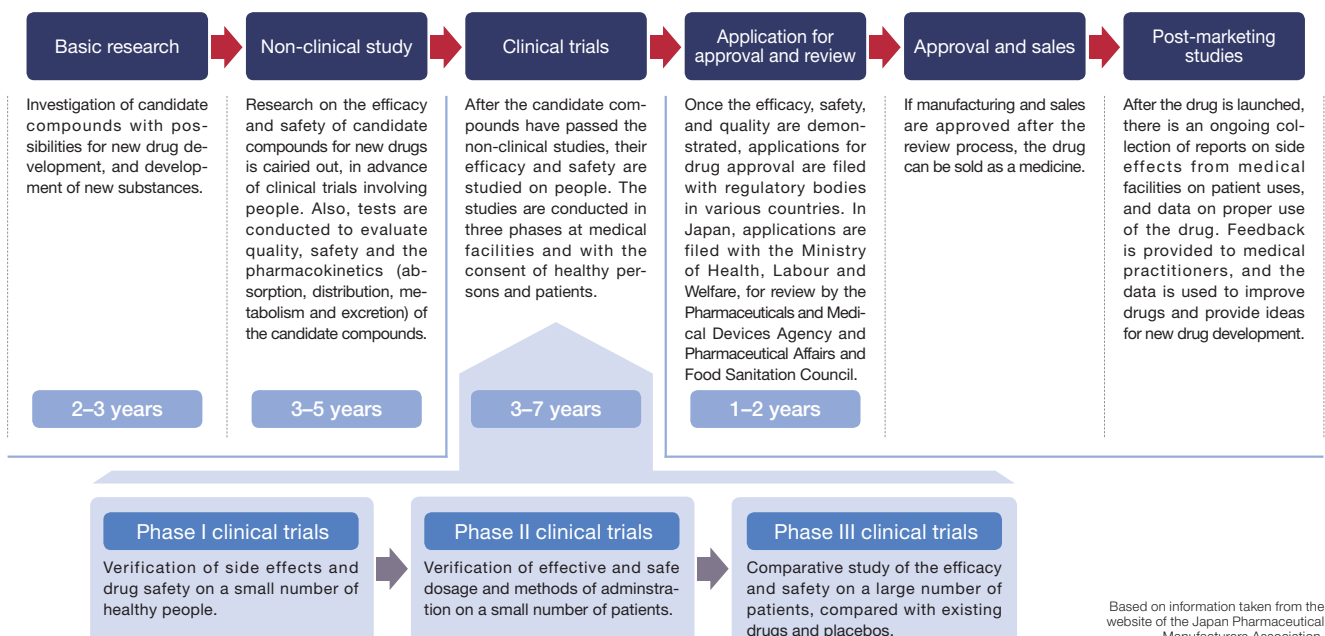 Basic research
Non-clinical study
Clinical trials
Application for
approval and review
Approval and sales
Post-marketing
studies
Investigation of candidate
compounds with pos-
sibilities for new drug de-
velopment, and develop-
ment of new substances.
2–3 years
Research on the efficacy
and safety of candidate
compounds for new drugs
is cairied out, in advance
of clinical trials involving
people. Also, tests are
conducted to evaluate
quality, safety and the
pharmacokinetics (ab-
sorption, distribution, me-
tabolism and excretion) of
the candidate compounds.
3–5 years
After the candidate com-
pounds have passed the
non-clinical studies, their
efficacy and safety are
studied on people. The
studies are conducted in
three phases at medical
facilities and with the
consent of healthy per-
sons and patients.
3–7 years
Once the efficacy, safety,
and quality are demon-
strated, applications for
drug approval are filed
with regulatory bodies
in various countries. In
Japan, applications are
filed with the Ministry
of Health, Labour and
Welfare, for review by the
Pharmaceuticals and Medi-
cal Devices Agency and
Pharmaceutical Affairs and
Food Sanitation Council.
1–2 years
If manufacturing and sales
are approved after the
review process, the drug
can be sold as a medicine.
After the drug is launched,
there is an ongoing col-
lection of reports on side
effects from medical
facilities on patient uses,
and data on proper use
of the drug. Feedback
is provided to medical
practitioners, and the
data is used to improve
drugs and provide ideas
for new drug development.
Phase I clinical trials
Verification of side effects and
drug safety on a small number of
healthy people.
Phase II clinical trials
Verification of effective and safe
dosage and methods of adminstra-
tion on a small number of patients.
Phase III clinical trials
Comparative study of the efficacy
and safety on a large number of
patients, compared with existing
drugs and placebos.
Based on information taken from the
website of the Japan Pharmaceutical
Manufacturers Association.